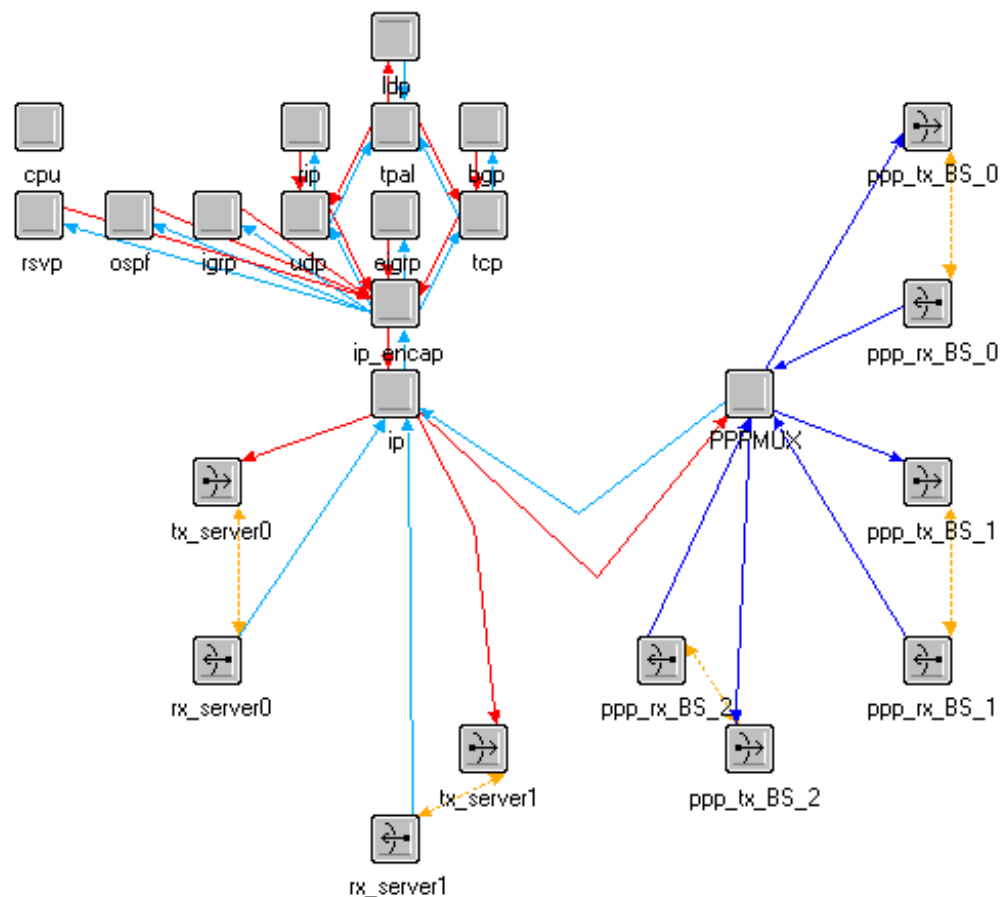 ldp
cpu
rip
tpal
bgp
ppp_tx_BS_0
rsvp
ospf
igrp
udp
eigrp
tcp
ip_encap
ppp_rx_BS_0
ip
PPPMUX
tx_server0
ppp_tx_BS_1
rx_server0
ppp_rx_BS_2
ppp_rx_BS_1
tx_server1
ppp_tx_BS_2
rx_server1